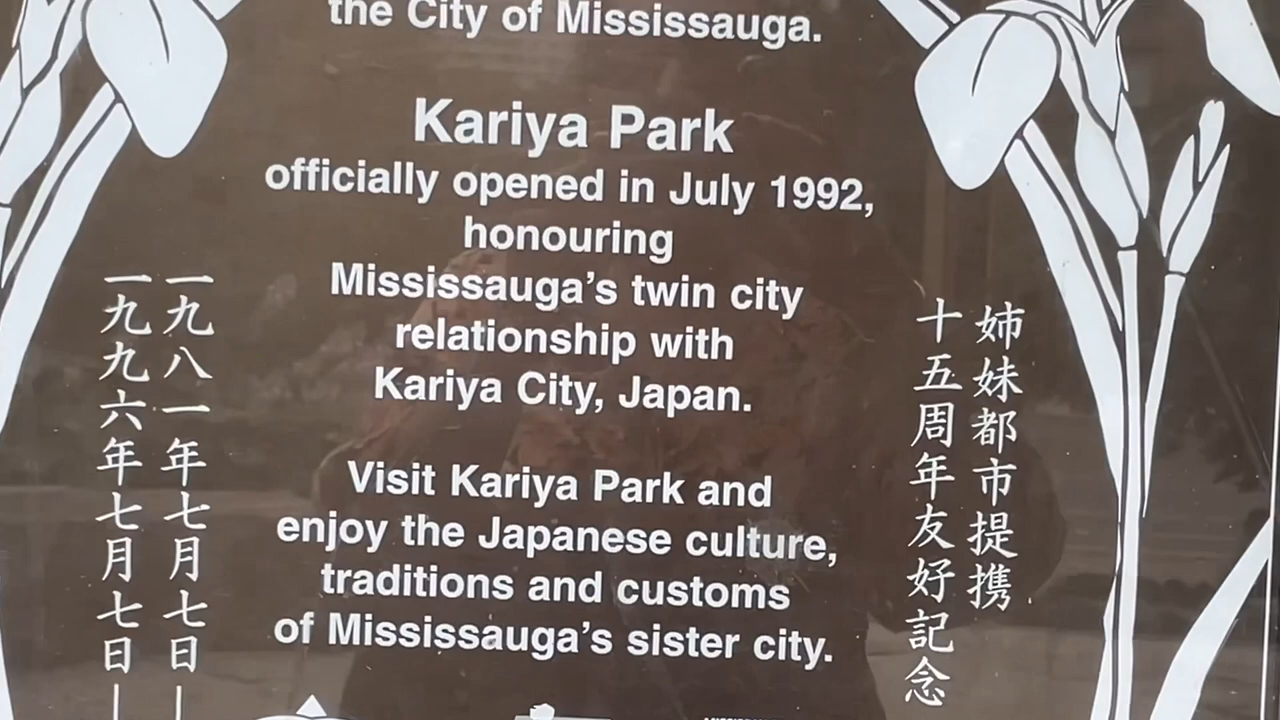 the City of Mississauga.
Kariya Park
officially opened in July 1992,
honouring
Mississauga's twin city
relationship with
Kariya City, Japan.
Visit Kariya Park and
enjoy the Japanese culture,
traditions and customs
of Mississauga's sister city.
姉妹都市提携
十五周年友好記念
一九八一年七月七日
一九九六年七月七日